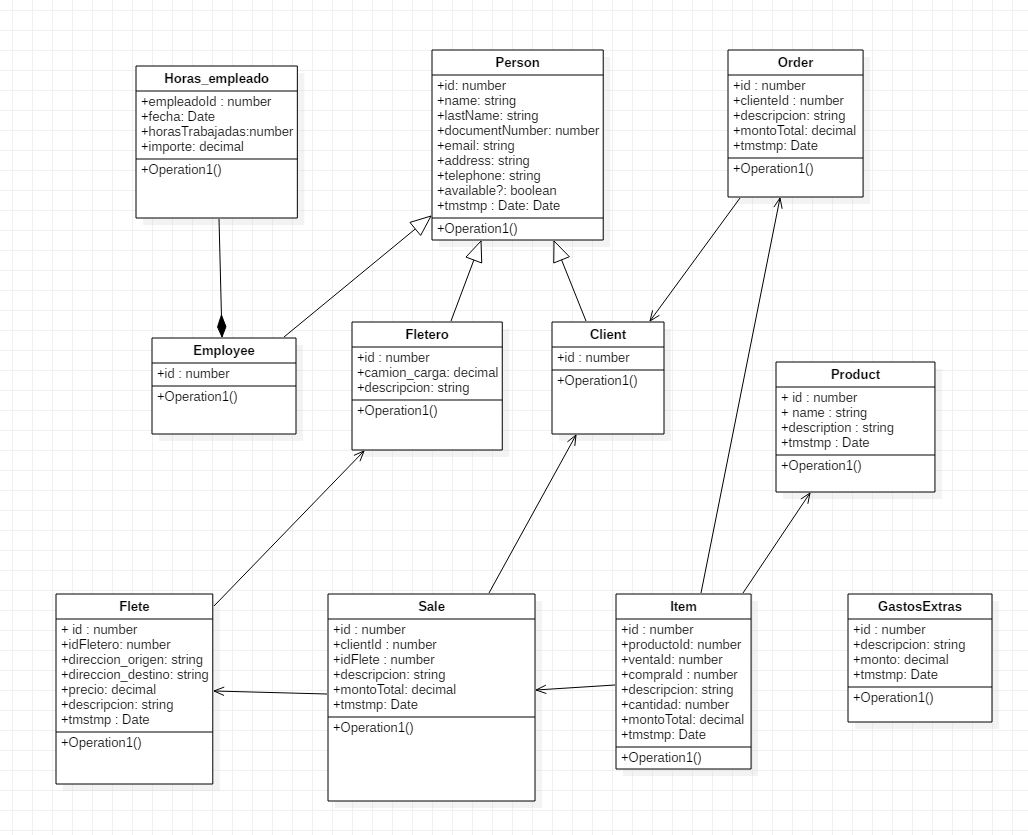 Horas_empleado
+empleadoId : number
+fecha: Date
+horasTrabajadas:number
+importe: decimal
+Operation1()
Person
+id: number
+name: string
+lastName: string
+documentNumber: number
+email: string
+address: string
+telephone: string
+available?: boolean
+tmstmp : Date: Date
+Operation1()
Order
+id : number
+clienteId : number
+descripcion: string
+montoTotal: decimal
+tmstmp: Date
+Operation1()
Employee
+id : number
+Operation1()
Fletero
+id : number
+camion_carga: decimal
+descripcion: string
+Operation1()
Client
+id : number
+Operation1()
Product
+ id : number
+ name : string
+description : string
+tmstmp : Date
+Operation1()
Flete
+ id : number
+idFletero: number
+direccion_origen: string
+direccion_destino: string
+precio: decimal
+descripcion: string
+tmstmp : Date
+Operation1()
Sale
+id : number
+clientId : number
+idFlete : number
+descripcion: string
+montoTotal: decimal
+tmstmp: Date
+Operation1()
Item
+id : number
+productoId: number
+ventaId: number
+compraId : number
+descripcion: string
+cantidad: number
+montoTotal: decimal
+tmstmp: Date
+Operation1()
GastosExtras
+id : number
+descripcion: string
+monto: decimal
+tmstmp: Date
+Operation1()